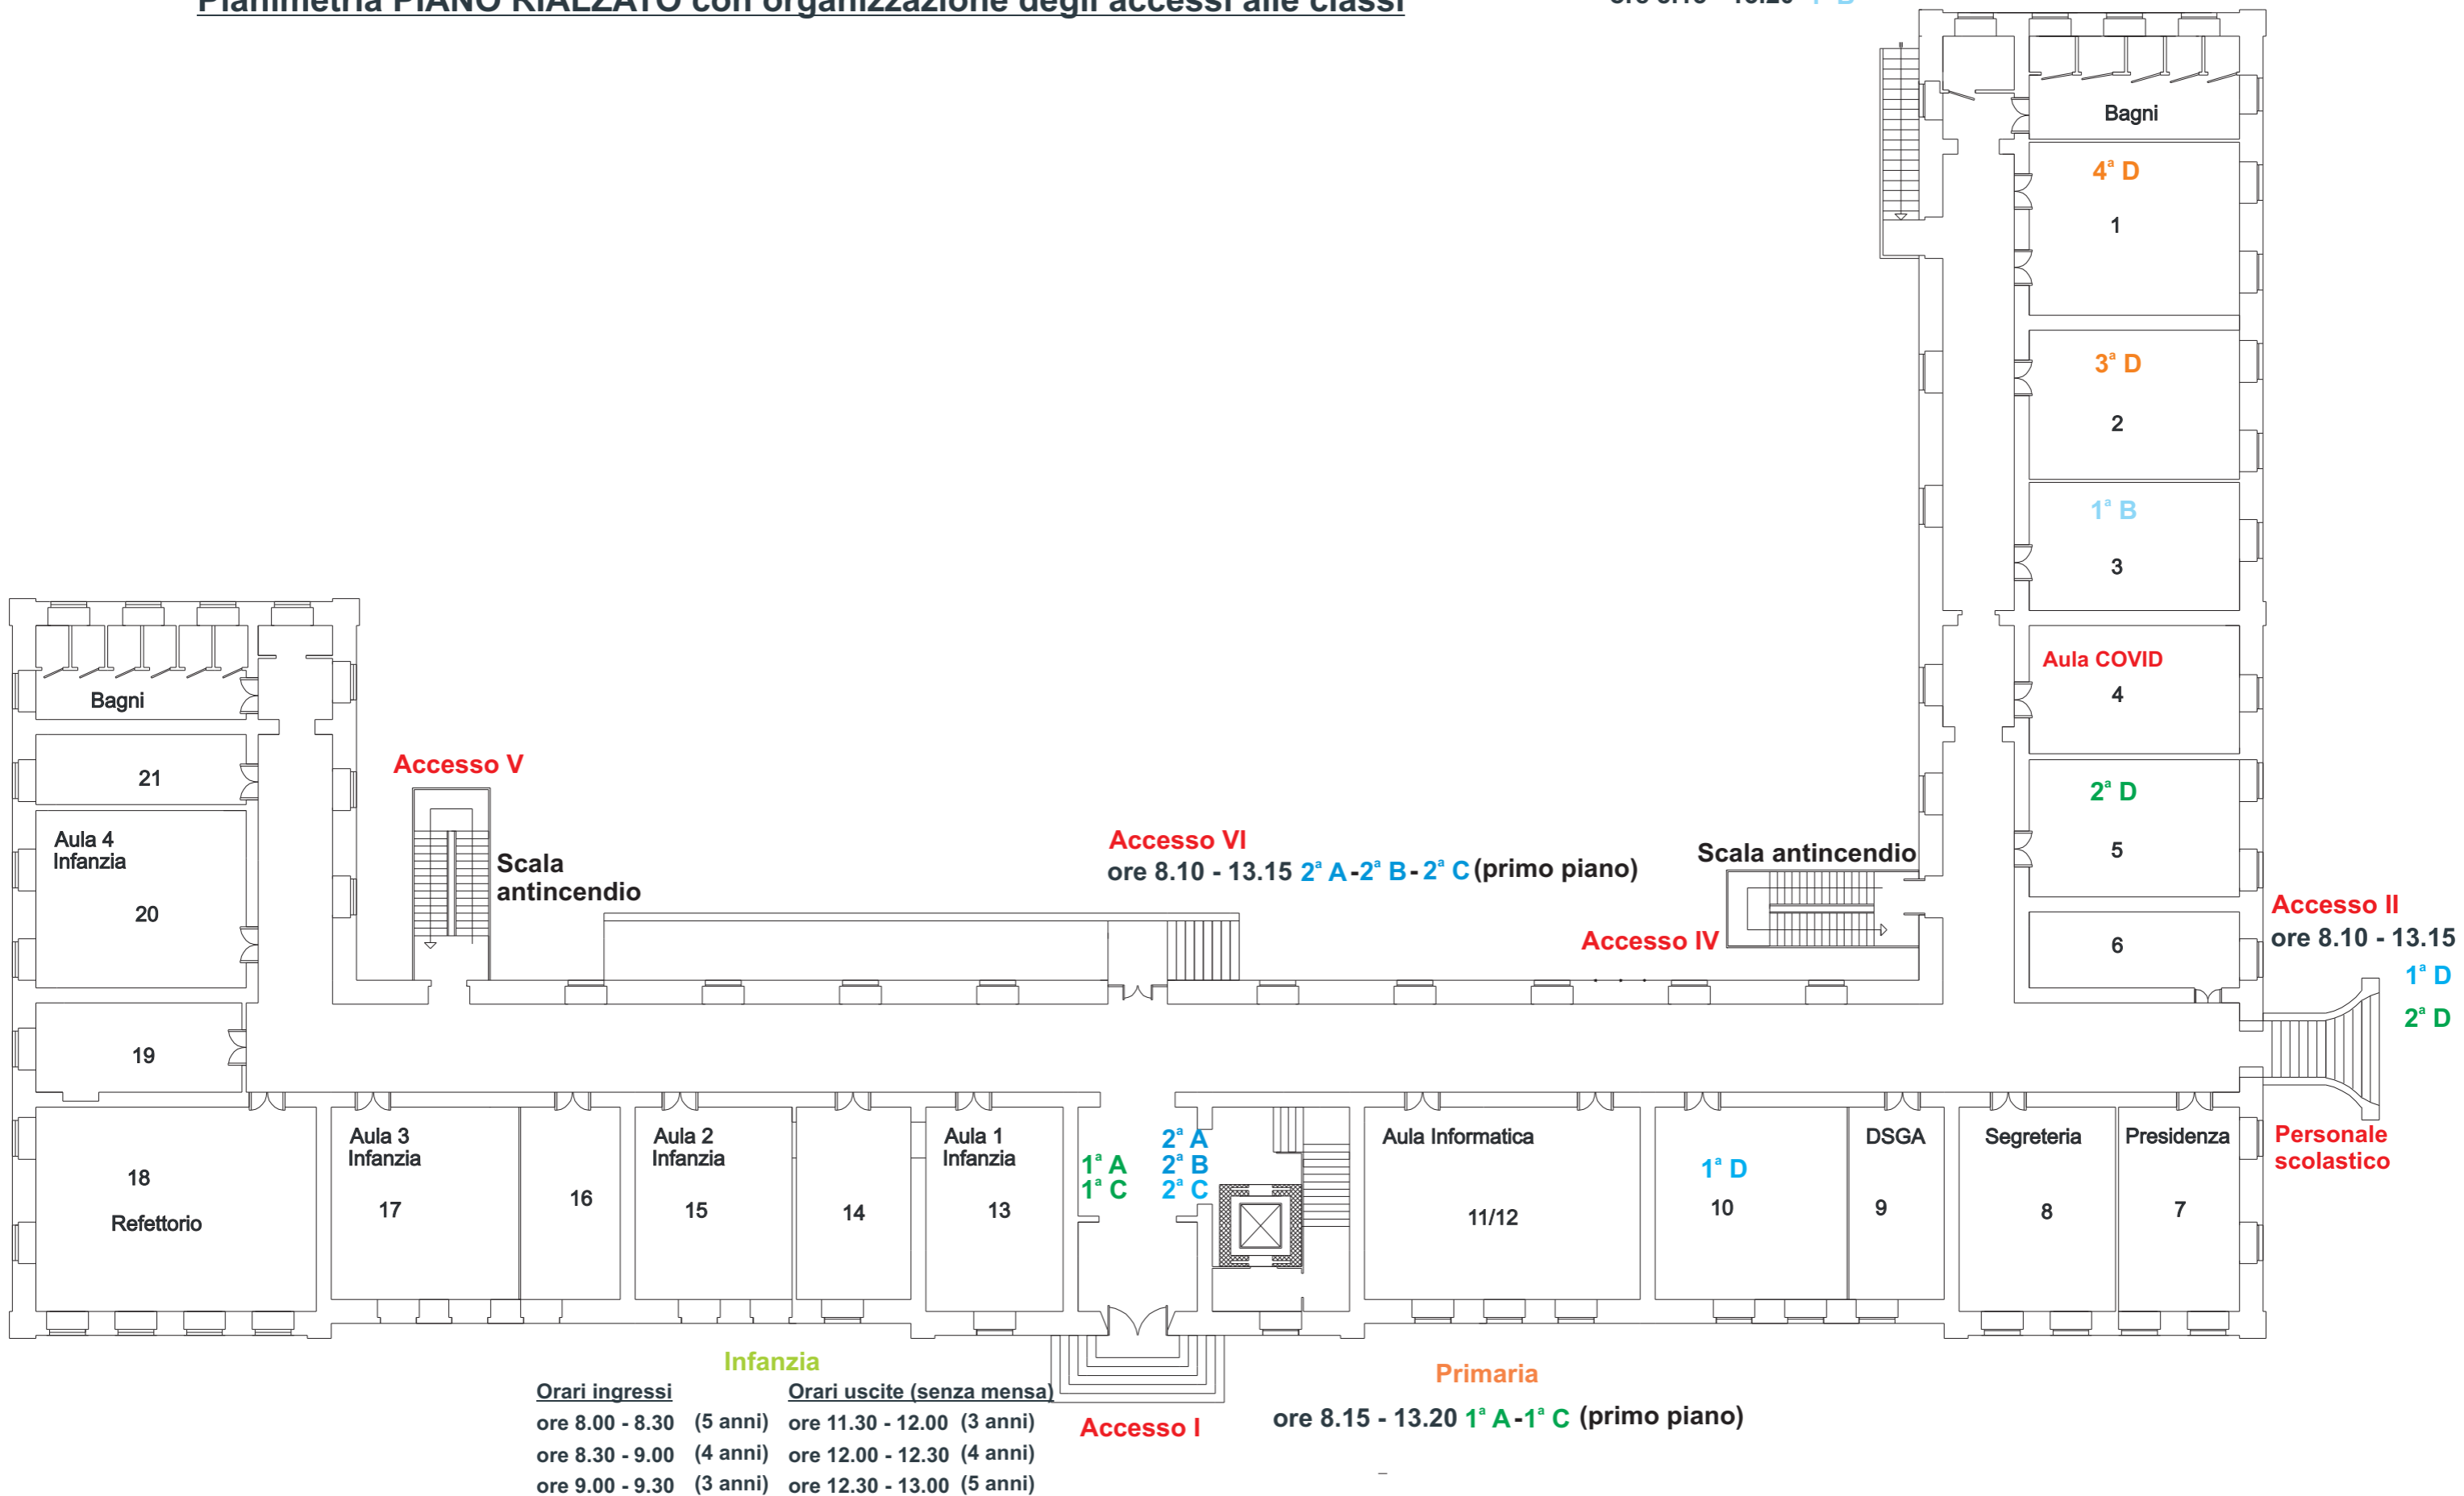 Planimetria PIANO RIALZATO con organizzazione degli accessi alle classi
Bagni
4ª D
1
3ª D
2
1ª B
3
Aula COVID
4
2ª D
5
6
Accesso II
ore 8.10 - 13.15
1ª D
2ª D
Personale
scolastico
Bagni
21
Aula 4
Infanzia
20
19
Accesso V
Scala
antincendio
Accesso VI
ore 8.10 - 13.15 2ª A-2ª B-2ª C (primo piano)
Scala antincendio
Accesso IV
18
Refettorio
Aula 3
Infanzia
17
16
Aula 2
Infanzia
15
14
Aula 1
Infanzia
13
1ª A
1ª C
2ª A
2ª B
2ª C
Aula Informatica
11/12
1ª D
10
DSGA
9
Segreteria
8
Presidenza
7
Infanzia
Orari ingressi Orari uscite (senza mensa)
ore 8.00 - 8.30 (5 anni) ore 11.30 - 12.00 (3 anni)
ore 8.30 - 9.00 (4 anni) ore 12.00 - 12.30 (4 anni)
ore 9.00 - 9.30 (3 anni) ore 12.30 - 13.00 (5 anni)
Accesso I
Primaria
ore 8.15 - 13.20 1ª A-1ª C (primo piano)